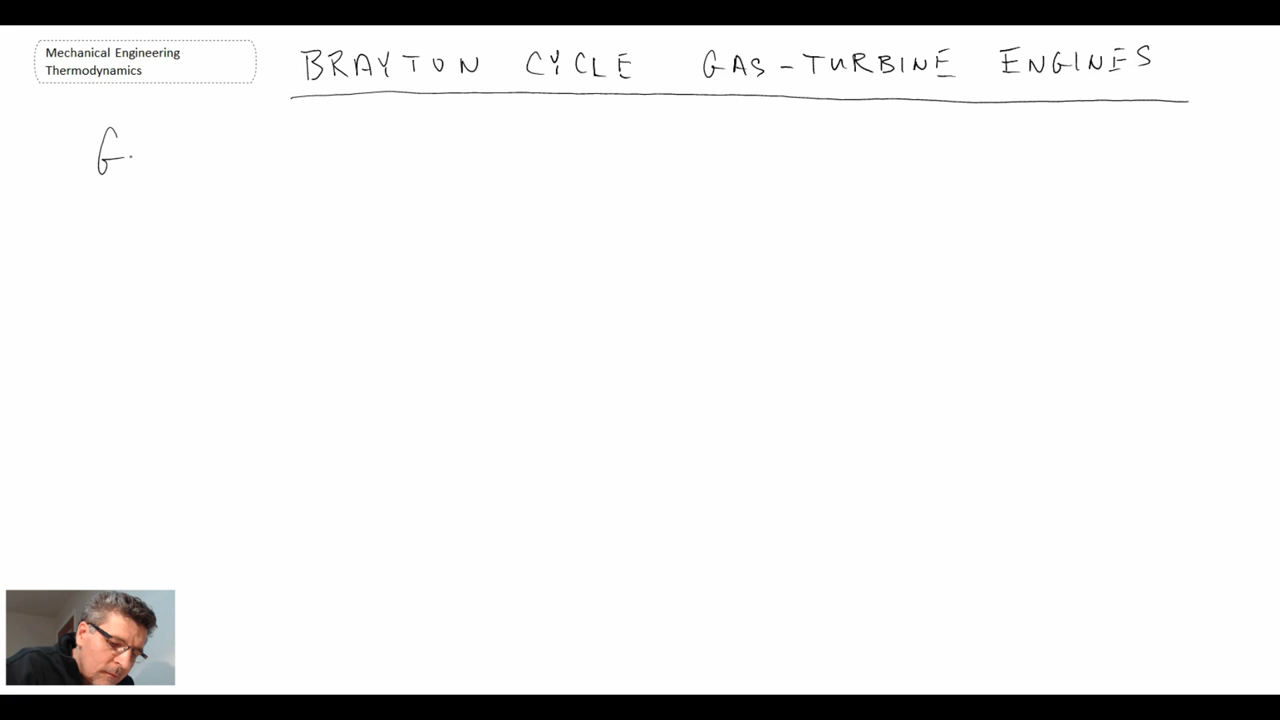 Mechanical Engineering
Thermodynamics
BRAYTON CYCLE GAS-TURBINE ENGINES
G